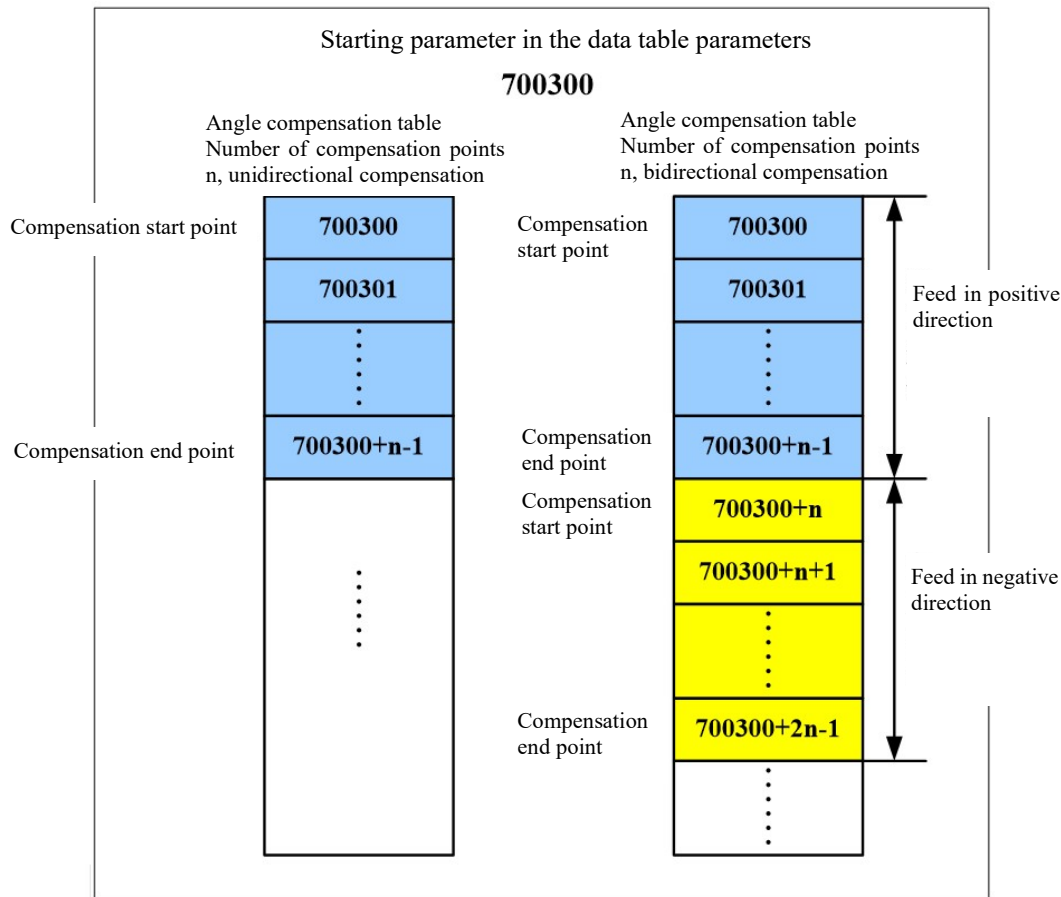 Starting parameter in the data table parameters
700300
Angle compensation table
Number of compensation points
n, unidirectional compensation
Compensation start point
700300
700301
Compensation end point
700300+n-1
Angle compensation table
Number of compensation points
n, bidirectional compensation
Compensation
start point
700300
700301
Feed in positive
direction
Compensation
end point
700300+n-1
Compensation
start point
700300+n
700300+n+1
Feed in negative
direction
Compensation
end point
700300+2n-1